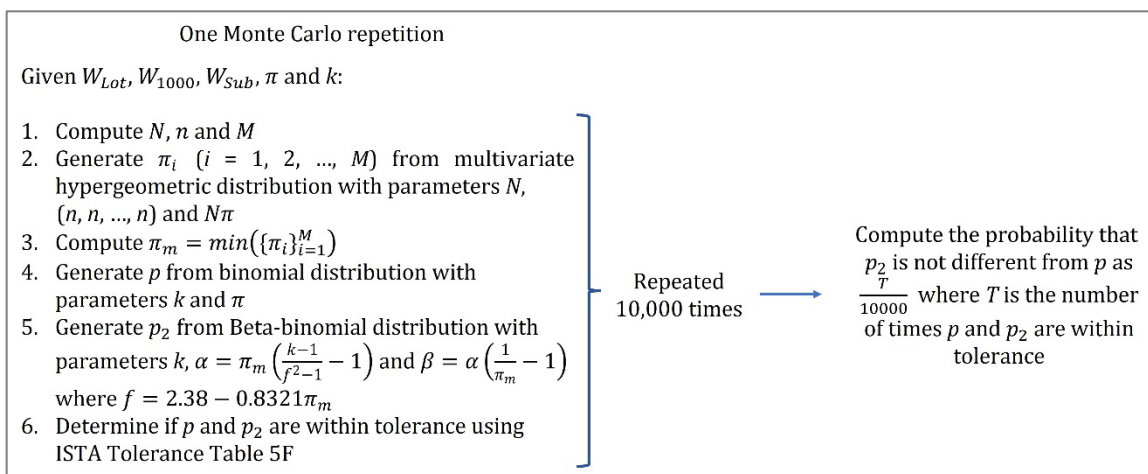 One Monte Carlo repetition
Given W_Lot, W_1000, W_Sub, π and k:
1. Compute N, n and M
2. Generate π_i (i = 1, 2, ..., M) from multivariate
hypergeometric distribution with parameters N,
(n, n, ..., n) and Nπ
3. Compute π_m = min({π_i}_{i=1}^M)
4. Generate p from binomial distribution with
parameters k and π
5. Generate p_2 from Beta-binomial distribution with
parameters k, α = π_m ((k−1)/(f^2−1) − 1) and β = α (1/π_m − 1)
where f = 2.38 − 0.8321π_m
6. Determine if p and p_2 are within tolerance using
ISTA Tolerance Table 5F
Repeated
10,000 times
Compute the probability that
p_2 is not different from p as
T/10000 where T is the number
of times p and p_2 are within
tolerance